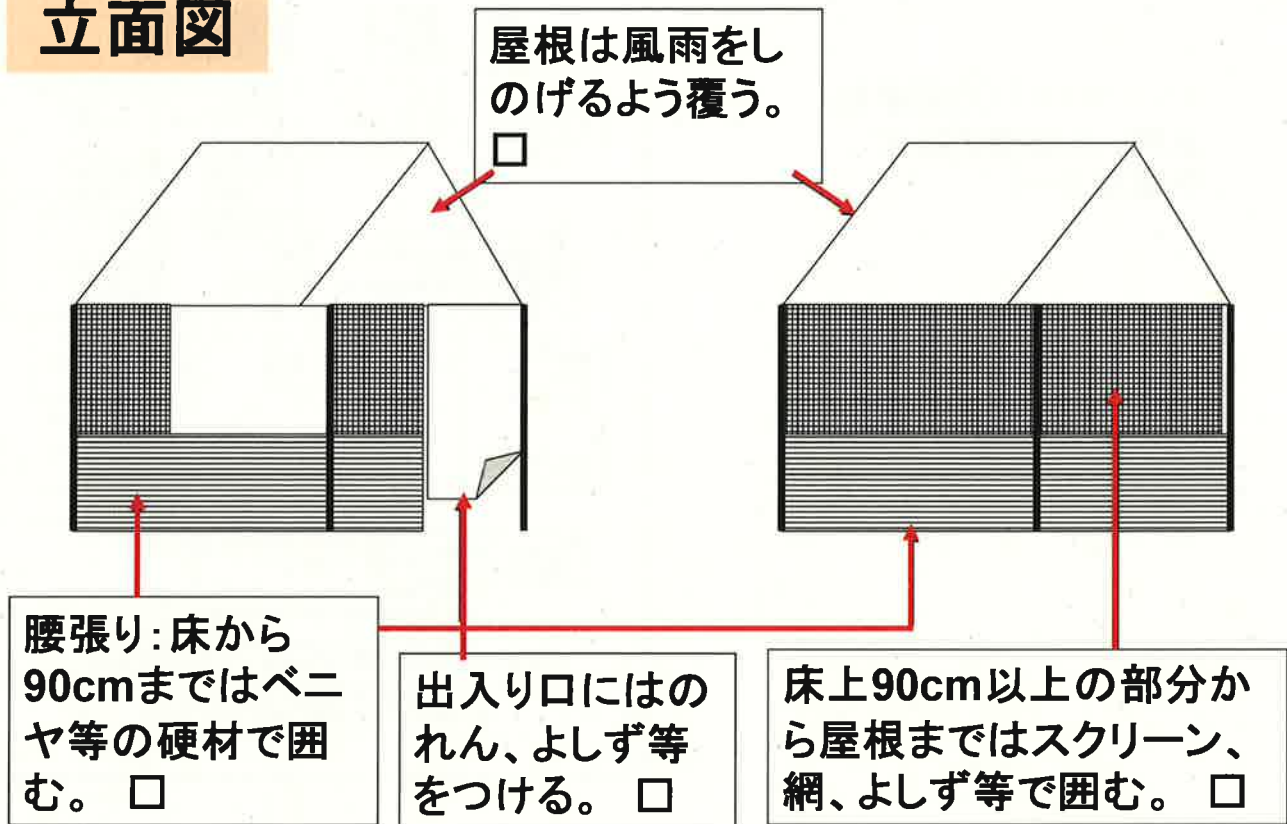 立面図
屋根は風雨をし
のげるよう覆う。
□
腰張り:床から
90cmまではベニ
ヤ等の硬材で囲
む。 □
出入り口にはの
れん、よしず等
をつける。 □
床上90cm以上の部分か
ら屋根まではスクリーン、
網、よしず等で囲む。 □